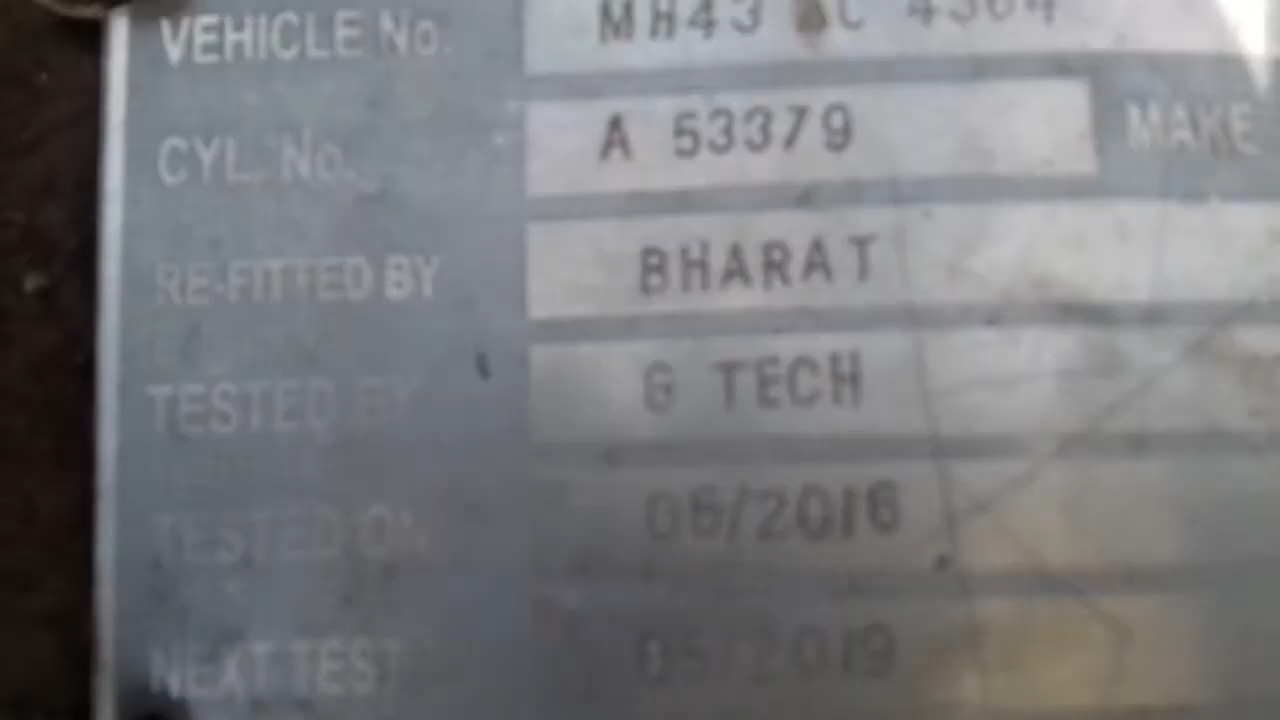 VEHICLE No. MH43 C 4364
CYL. No. A 53379 MAKE
RE-FITTED BY BHARAT
TESTED BY G TECH
TESTED ON 06/2016
NEXT TEST 05/2019